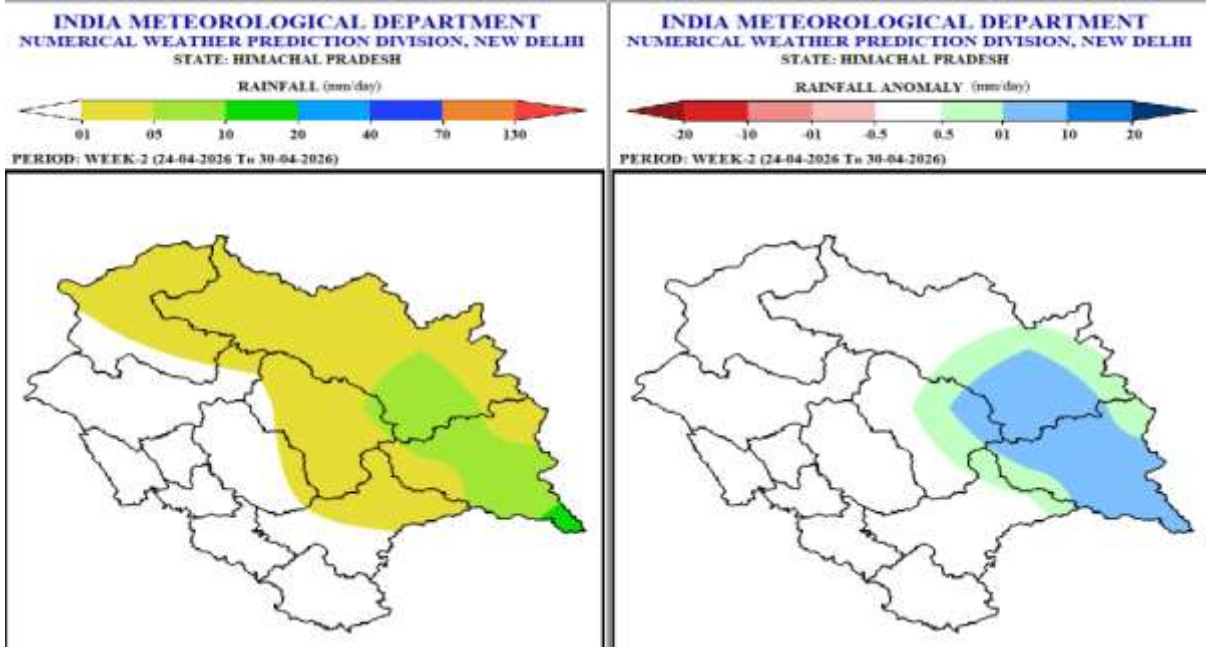 INDIA METEOROLOGICAL DEPARTMENT
NUMERICAL WEATHER PREDICTION DIVISION, NEW DELHI
STATE: HIMACHAL PRADESH
RAINFALL (mm/day)
01 05 10 20 40 70 130
PERIOD: WEEK-2 (24-04-2026 To 30-04-2026)
INDIA METEOROLOGICAL DEPARTMENT
NUMERICAL WEATHER PREDICTION DIVISION, NEW DELHI
STATE: HIMACHAL PRADESH
RAINFALL ANOMALY (mm/day)
-20 -10 -01 -0.5 0.5 01 10 20
PERIOD: WEEK-2 (24-04-2026 To 30-04-2026)